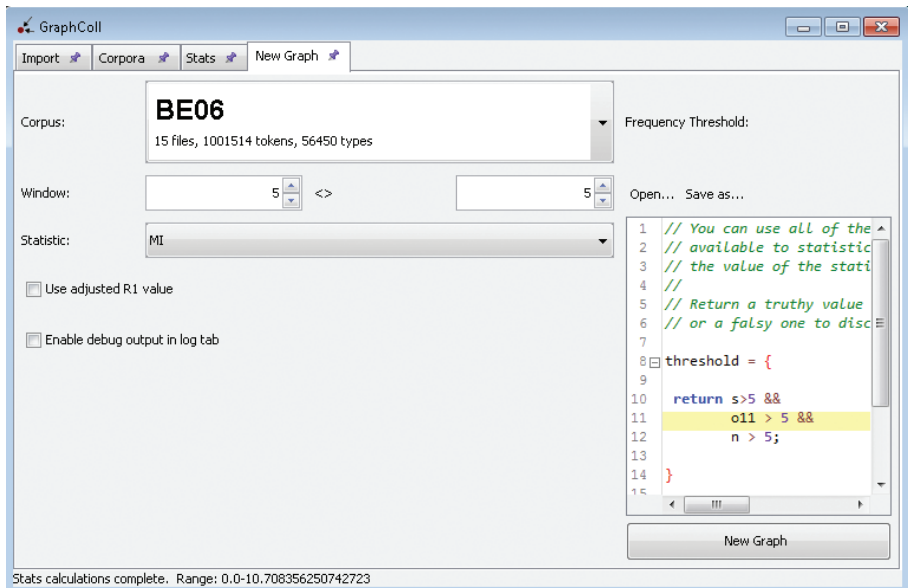 GraphColl
Import Corpora Stats New Graph
Corpus:
BE06
15 files, 1001514 tokens, 56450 types
Frequency Threshold:
Window:
5 <> 5
Open... Save as...
Statistic:
MI
Use adjusted R1 value
Enable debug output in log tab
1 // You can use all of the
2 // available to statistic
3 // the value of the stati
4 //
5 // Return a truthy value
6 // or a falsy one to disc
7
8 threshold = {
9
10 return s>5 &&
11 o11 > 5 &&
12 n > 5;
13
14 }
15
New Graph
Stats calculations complete. Range: 0.0-10.708356250742723